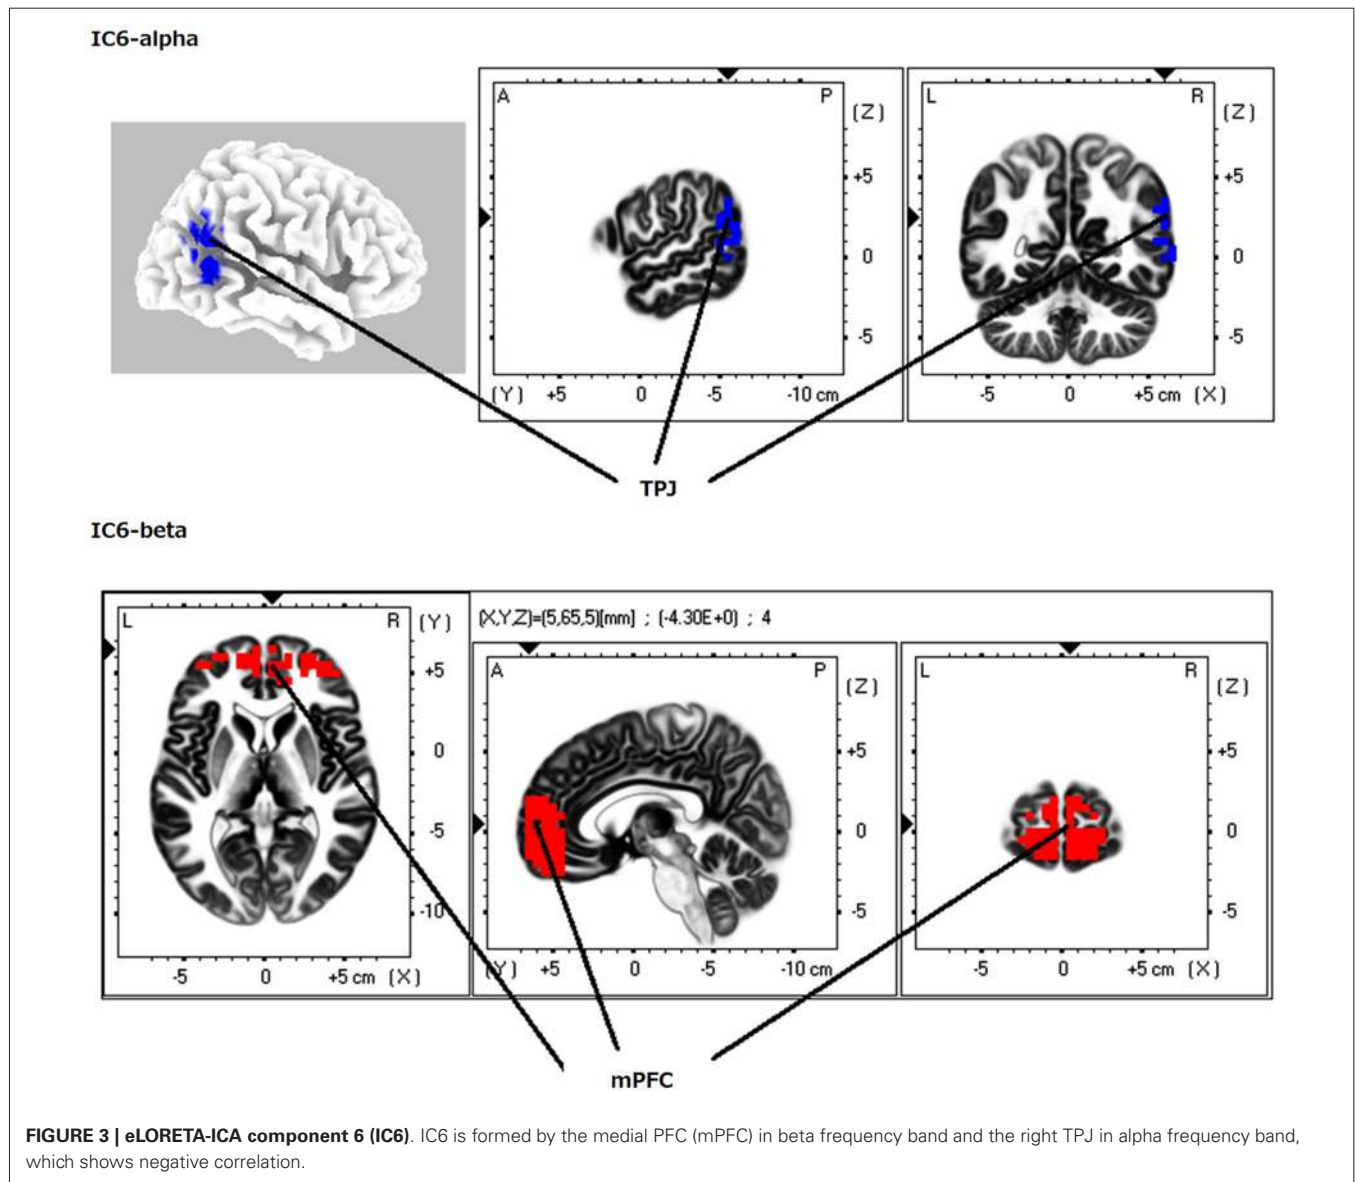 IC6-alpha
A P (Z)
+5
0
-5
(Y) +5 0 -5 -10 cm
L R (Z)
+5
0
-5
-5 0 +5 cm (X)
TPJ
IC6-beta
L R (Y)
+5
0
-5
-10
-5 0 +5 cm (X)
(X,Y,Z)=(5,65,5)[mm] ; (-4.30E+0) ; 4
A P (Z)
+5
0
-5
(Y) +5 0 -5 -10 cm
L R (Z)
+5
0
-5
-5 0 +5 cm (X)
mPFC
FIGURE 3 | eLORETA-ICA component 6 (IC6). IC6 is formed by the medial PFC (mPFC) in beta frequency band and the right TPJ in alpha frequency band,
which shows negative correlation.